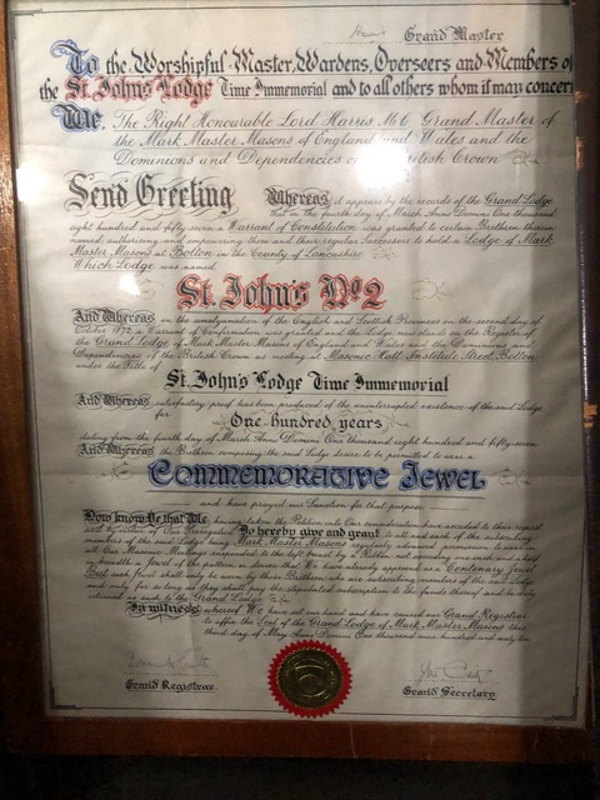 Harris Grand Master
To the Worshipful Master, Wardens, Overseers and Members of
the St. John's Lodge Time Immemorial and to all others whom it may concern
We, The Right Honourable Lord Harris M.C. Grand Master of
the Mark Master Masons of England and Wales and the
Dominions and Dependencies of British Crown
Send Greeting Whereas it appears by the records of the Grand Lodge
that on the fourth day of March Anno Domini One thousand
eight hundred and fifty seven a Warrant of Constitution was granted to certain Brethren therein
named authorising and empowering them and their regular Successors to hold a Lodge of Mark
Master Masons at Bolton in the County of Lancashire
Which Lodge was named
St. John's No 2
And Whereas on the amalgamation of the English and Scottish Provinces on the second day of
October 1872 a Warrant of Confirmation was granted and the Lodge now stands on the Register of
the Grand Lodge of Mark Master Masons of England and Wales and the Dominions and
Dependencies of the British Crown as meeting at Masonic Hall Institute Street, Bolton
under the Title of
St. John's Lodge Time Immemorial
And Whereas satisfactory proof has been produced of the uninterrupted existence of the said Lodge
for
One hundred years
dating from the fourth day of March Anno Domini One thousand eight hundred and fifty-seven
And Whereas the Brethren composing the said Lodge desire to be permitted to wear a
Commemorative Jewel
and have prayed our Sanction for that purpose
Now know Ye that We, having taken the Petition into Our consideration have acceded to their request
and by virtue of Our Prerogative Do hereby give and grant to all and each of the subscribing
members of the said Lodge being Mark Master Masons regularly advanced permission to wear in
all Our Masonic Meetings suspended to the left breast by a Ribbon not exceeding one inch and a half
in breadth a Jewel of the pattern or device that We have already approved as a Centenary Jewel
But such Jewel shall only be worn by those Brethren who are subscribing members of the said Lodge
and only for so long as they shall pay the stipulated subscription to the funds thereof and be duly
returned as such to the Grand Lodge
In witness whereof We have set our hand and have caused our Grand Registrar
to affix the Seal of the Grand Lodge of Mark Master Masons this
third day of May Anno Domini One thousand nine hundred and sixty
Grand Registrar
Grand Secretary